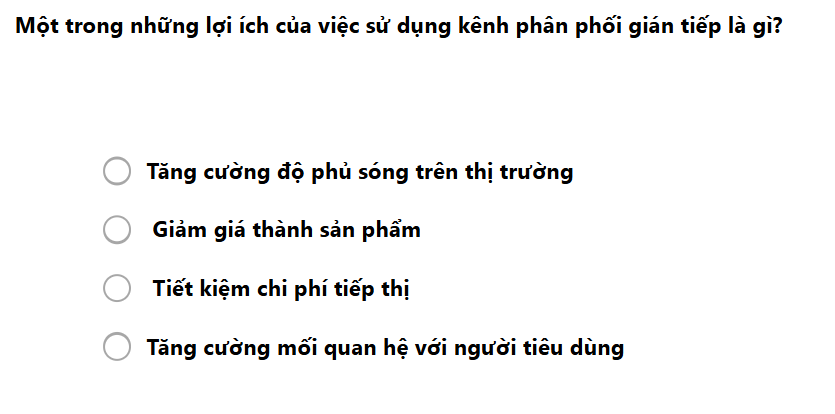 Một trong những lợi ích của việc sử dụng kênh phân phối gián tiếp là gì?
Tăng cường độ phủ sóng trên thị trường
Giảm giá thành sản phẩm
Tiết kiệm chi phí tiếp thị
Tăng cường mối quan hệ với người tiêu dùng